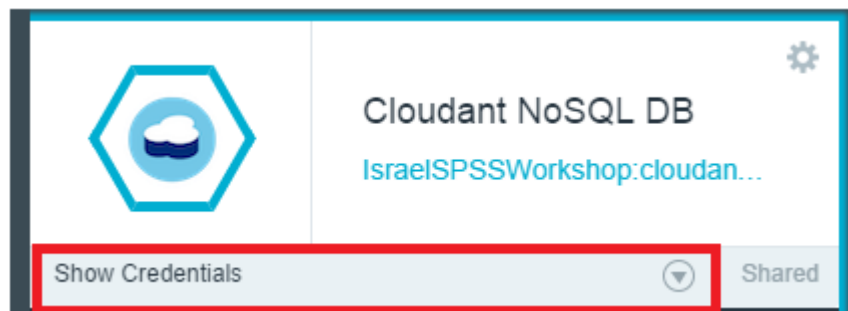 Cloudant NoSQL DB
IsraelSPSSWorkshop:cloudan...
Show Credentials
Shared